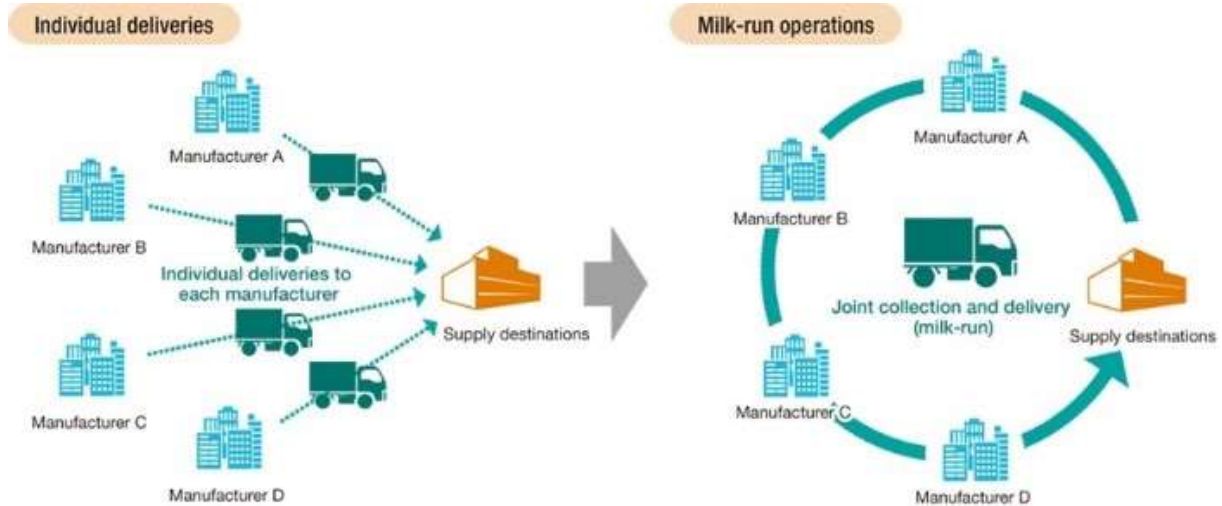 Individual deliveries
Manufacturer A
Manufacturer B
Individual deliveries to
each manufacturer
Supply destinations
Manufacturer C
Manufacturer D
Milk-run operations
Manufacturer A
Manufacturer B
Joint collection and delivery
(milk-run)
Supply destinations
Manufacturer C
Manufacturer D